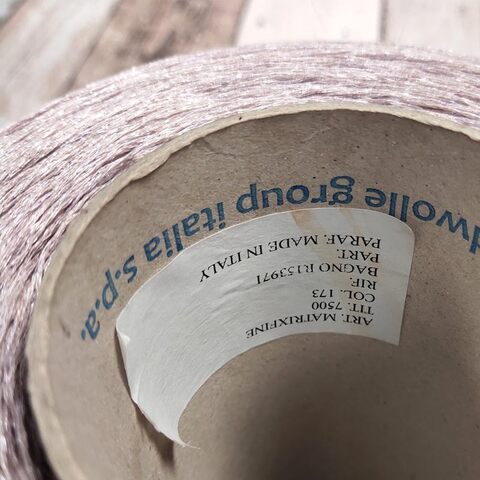 dwolle group italia s.p.a.
ART. MATRIXFINE
TIT. 7500
COL. 173
RIF.
BAGNO R153971
PART.
PARAF. MADE IN ITALY